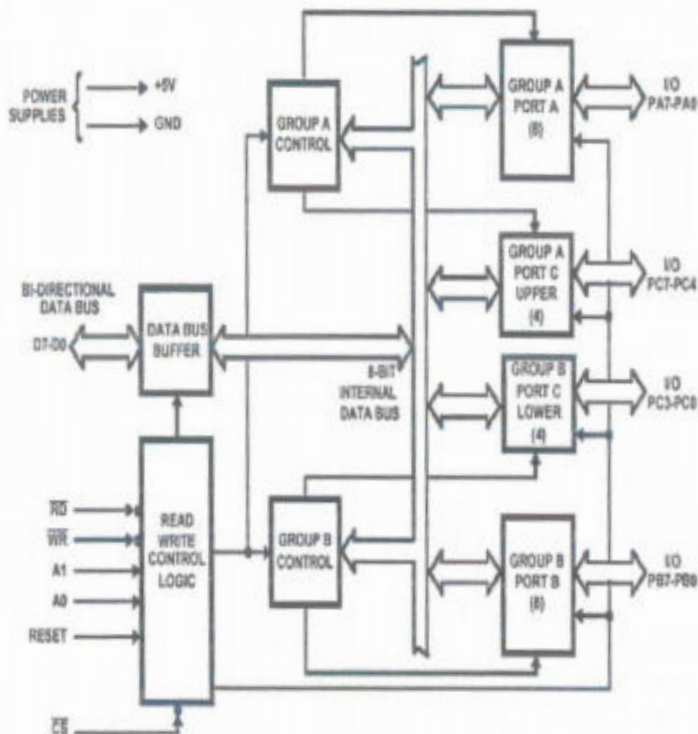 POWER
SUPPLIES
+5V
GND
GROUP A
CONTROL
GROUP A
PORT A
(8)
I/O
PA7-PA0
GROUP A
PORT C
UPPER
(4)
I/O
PC7-PC4
BI-DIRECTIONAL
DATA BUS
D7-D0
DATA BUS
BUFFER
8-BIT
INTERNAL
DATA BUS
GROUP B
PORT C
LOWER
(4)
I/O
PC3-PC0
RD
WR
A1
A0
RESET
CS
READ
WRITE
CONTROL
LOGIC
GROUP B
CONTROL
GROUP B
PORT B
(8)
I/O
PB7-PB0